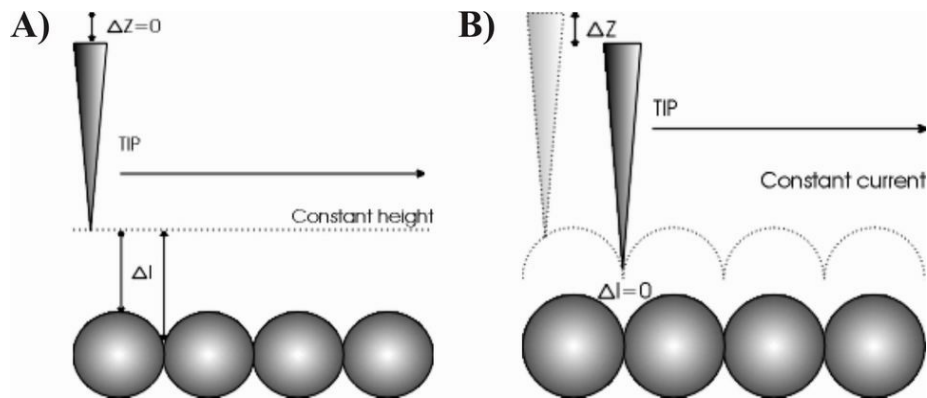 A)
ΔZ=0
TIP
Constant height
ΔI
B)
ΔZ
TIP
Constant current
ΔI=0